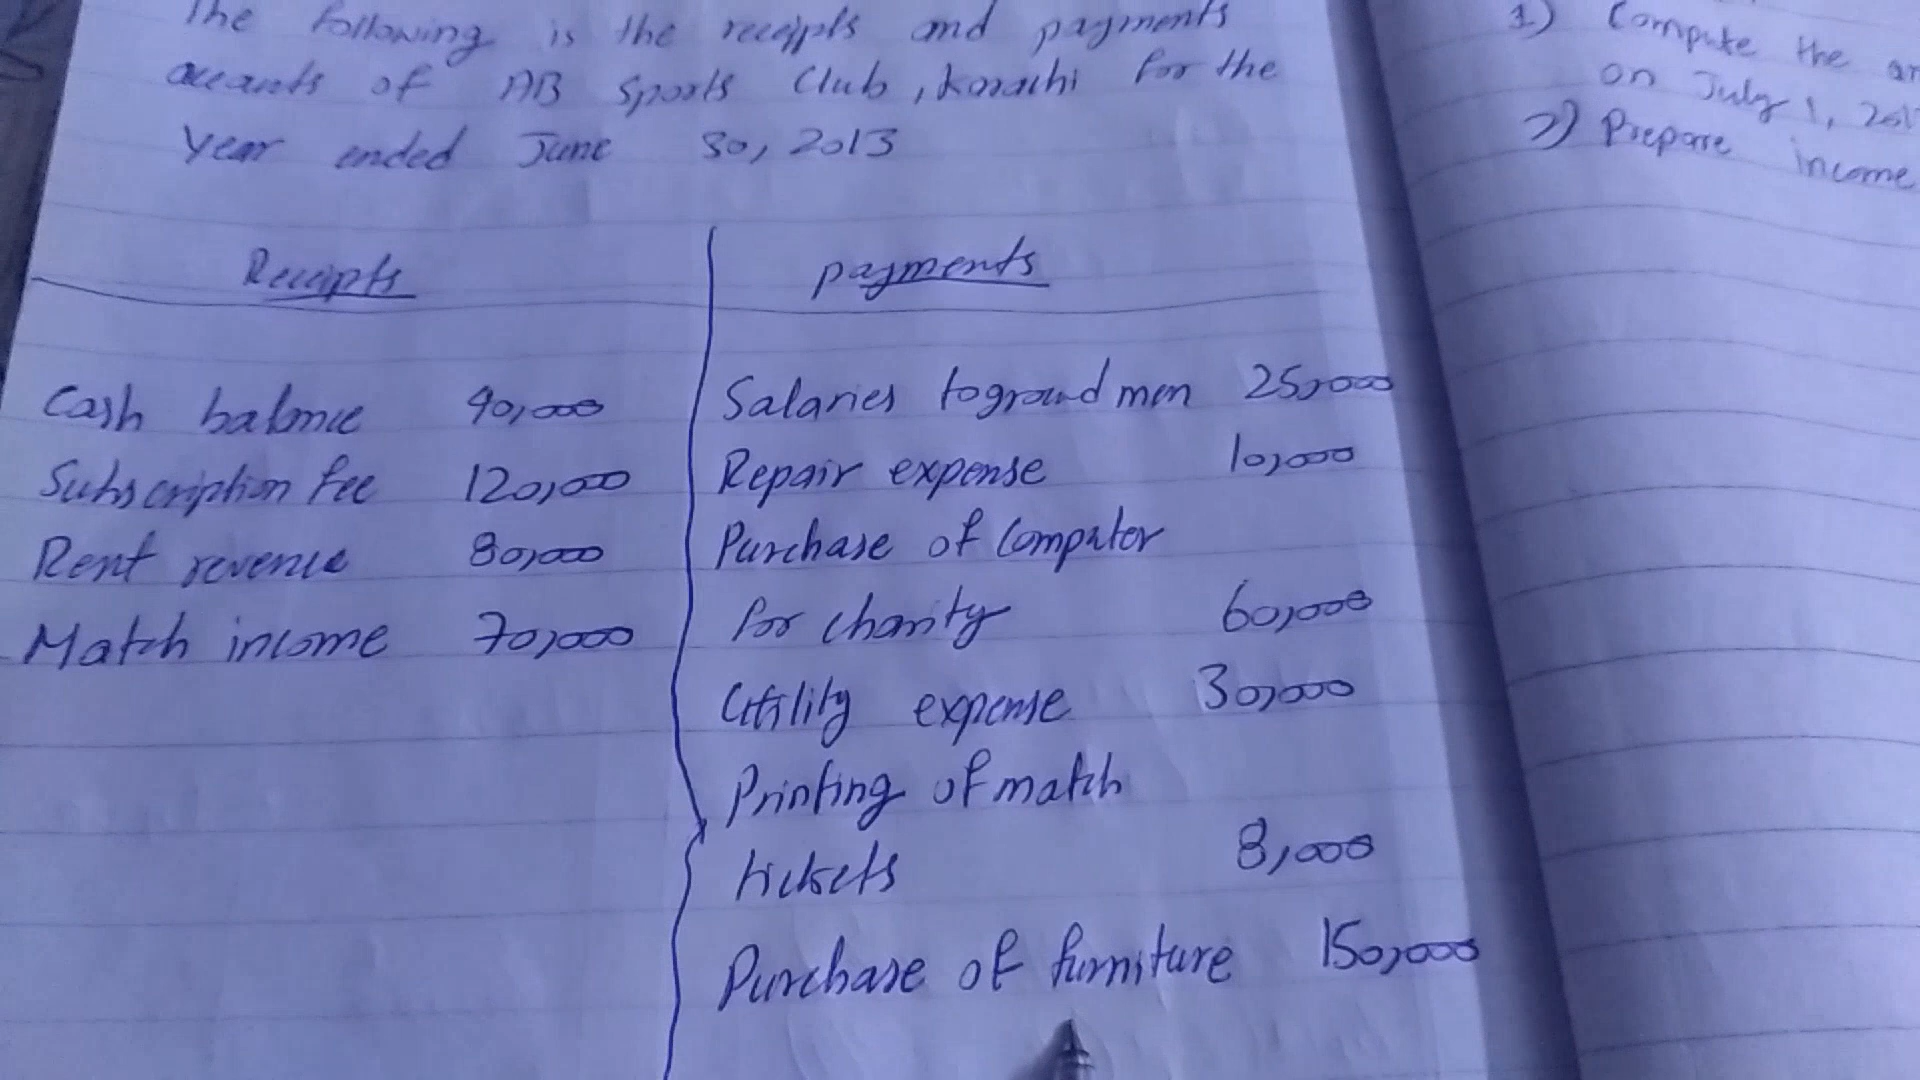 The following is the receipts and payments
accounts of AB Sports Club, Karachi for the
Year ended June 30, 2013
Receipts
Cash balance 90,000
Subscription fee 120,000
Rent revenue 80,000
Match income 70,000
payments
Salaries to ground men 25,000
Repair expense 10,000
Purchase of Computer
for charity 60,000
Utility expense 30,000
Printing of match
tickets 8,000
Purchase of furniture 150,000
1) Compute the
on July 1,
2) Prepare income